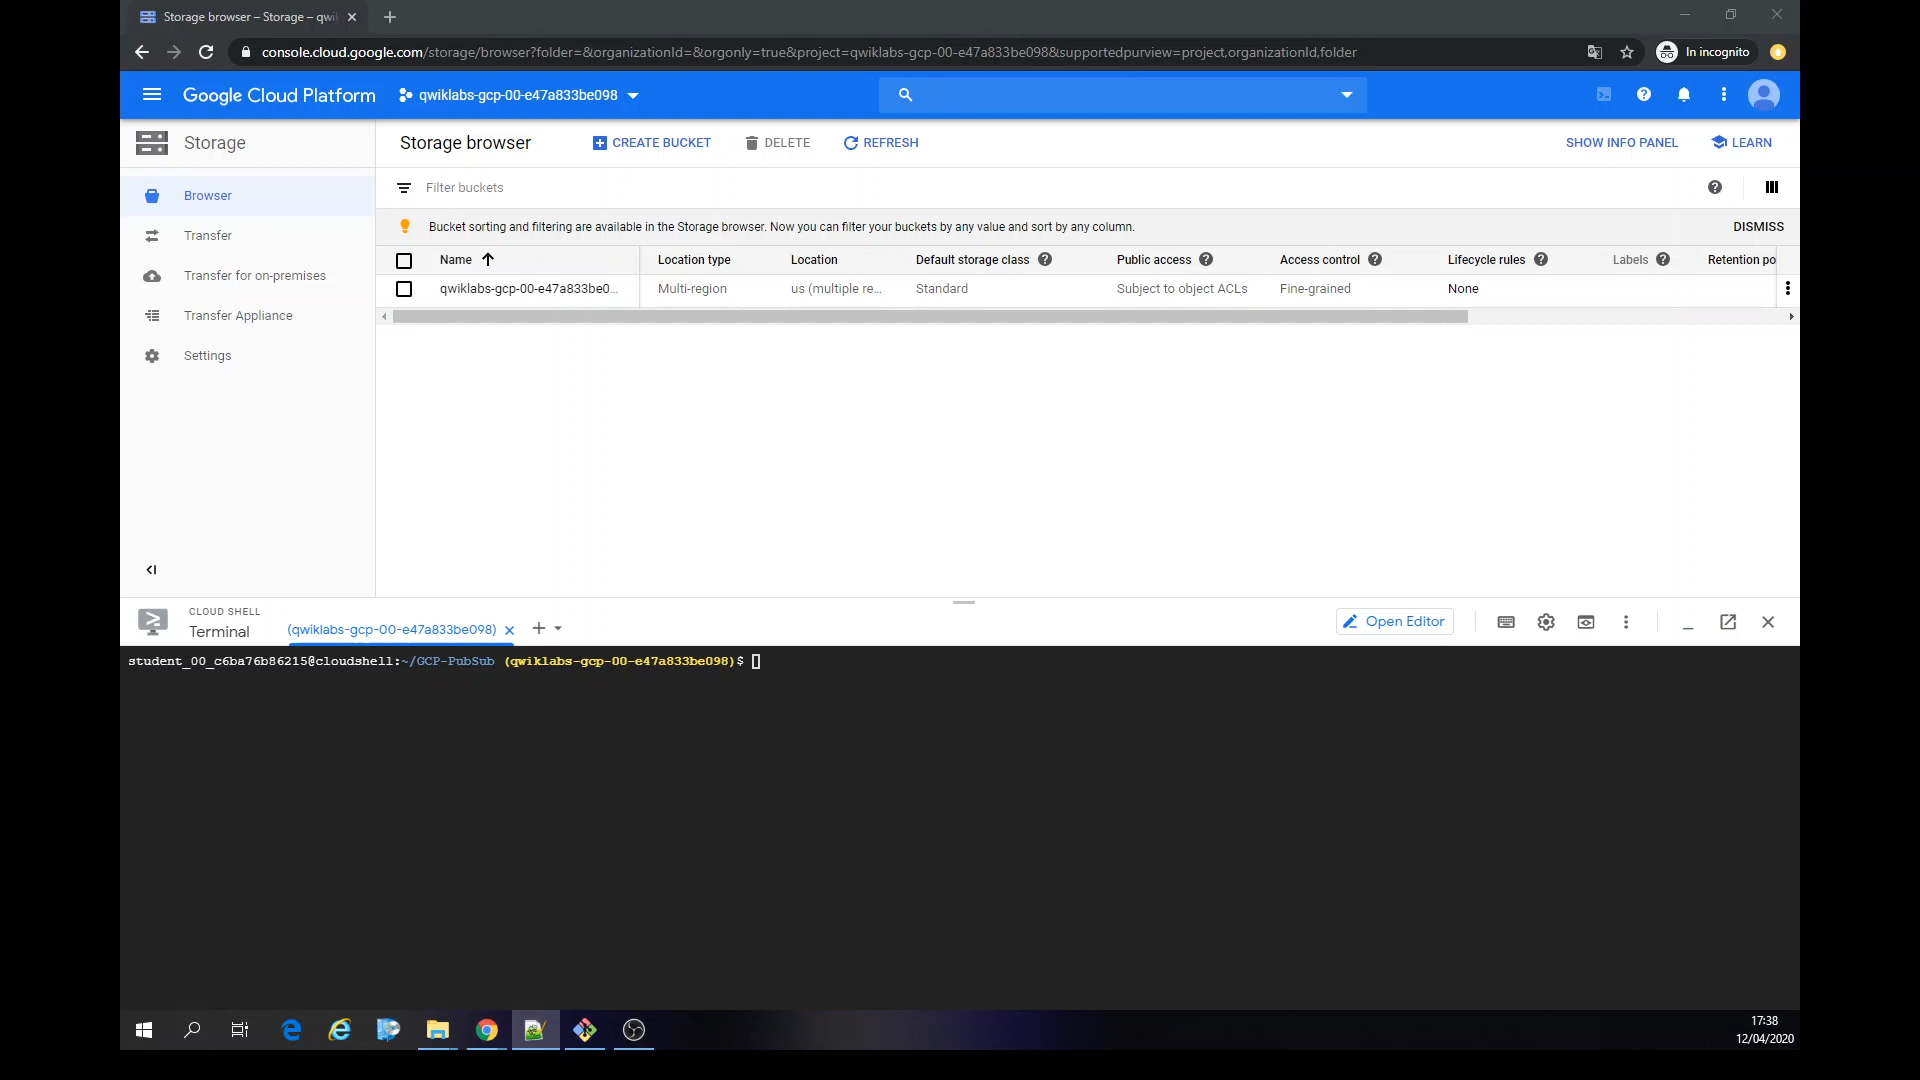 Storage browser – Storage – qwi
console.cloud.google.com/storage/browser?folder=&organizationId=&orgonly=true&project=qwiklabs-gcp-00-e47a833be098&supportedpurview=project,organizationId,folder
In incognito
Google Cloud Platform
qwiklabs-gcp-00-e47a833be098
Storage
Storage browser
CREATE BUCKET
DELETE
REFRESH
SHOW INFO PANEL
LEARN
Browser
Transfer
Transfer for on-premises
Transfer Appliance
Settings
Filter buckets
Bucket sorting and filtering are available in the Storage browser. Now you can filter your buckets by any value and sort by any column.
DISMISS
Name Location type Location Default storage class Public access Access control Lifecycle rules Labels Retention po
qwiklabs-gcp-00-e47a833be0... Multi-region us (multiple re... Standard Subject to object ACLs Fine-grained None
CLOUD SHELL
Terminal
(qwiklabs-gcp-00-e47a833be098)
Open Editor
student_00_c6ba76b86215@cloudshell:~/GCP-PubSub (qwiklabs-gcp-00-e47a833be098)$
17:38
12/04/2020